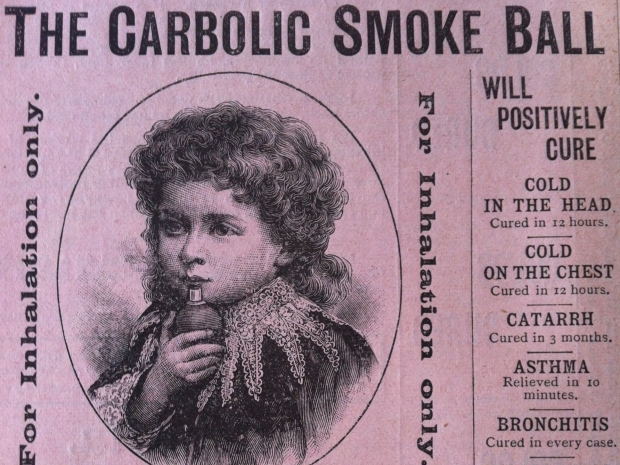 THE CARBOLIC SMOKE BALL
For Inhalation only.
For Inhalation only.
WILL
POSITIVELY
CURE
COLD
IN THE HEAD
Cured in 12 hours.
COLD
ON THE CHEST
Cured in 12 hours.
CATARRH
Cured in 3 months.
ASTHMA
Relieved in 10
minutes.
BRONCHITIS
Cured in every case.